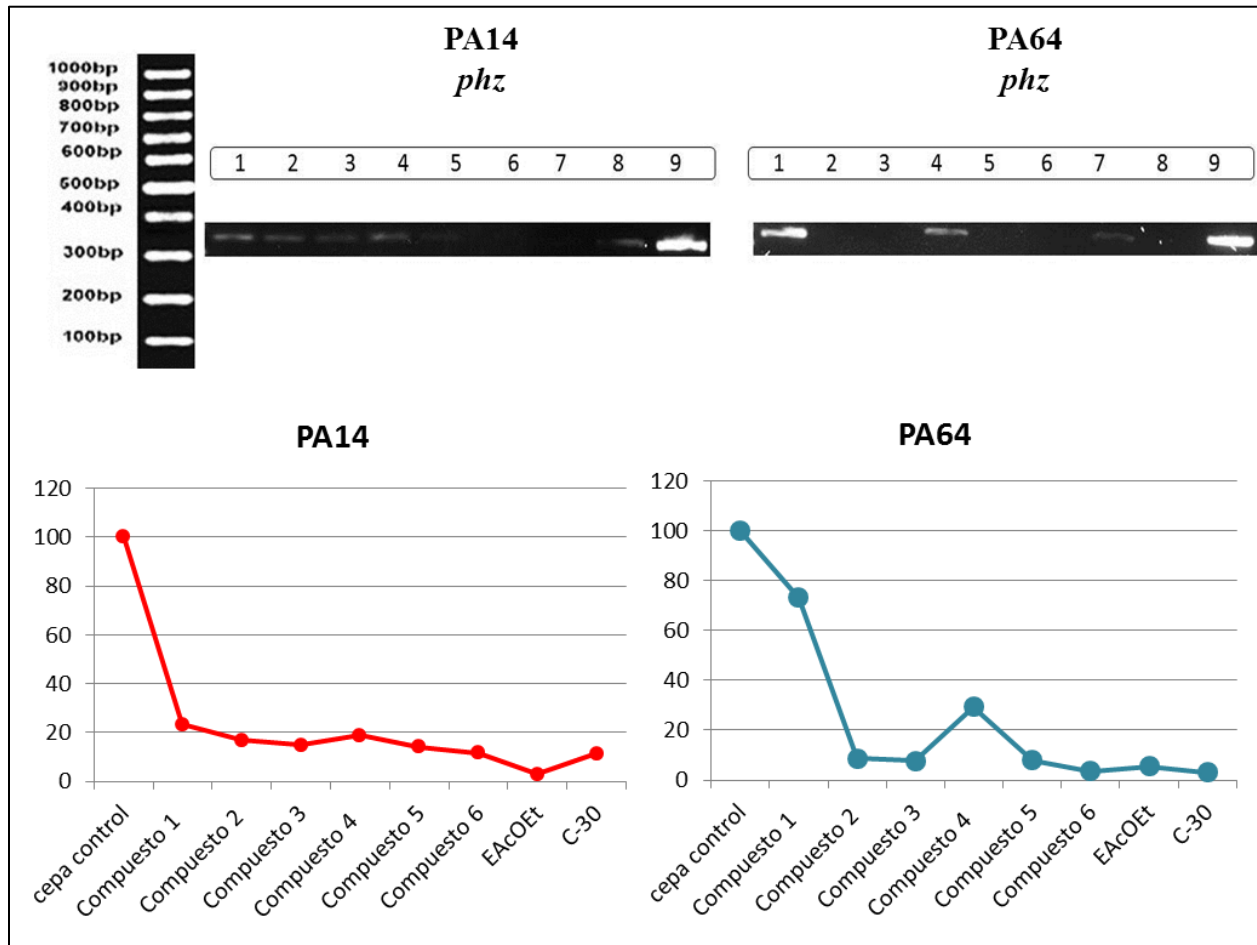 PA14
phz
PA64
phz
1000bp
900bp
800bp
700bp
600bp
500bp
400bp
300bp
200bp
100bp
1 2 3 4 5 6 7 8 9
1 2 3 4 5 6 7 8 9
PA14
120
100
80
60
40
20
0
cepa control
Compuesto 1
Compuesto 2
Compuesto 3
Compuesto 4
Compuesto 5
Compuesto 6
EAcOEt
C-30
PA64
120
100
80
60
40
20
0
cepa control
Compuesto 1
Compuesto 2
Compuesto 3
Compuesto 4
Compuesto 5
Compuesto 6
EAcOEt
C-30